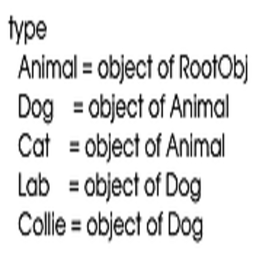 type
Animal = object of RootObj
Dog = object of Animal
Cat = object of Animal
Lab = object of Dog
Collie = object of Dog